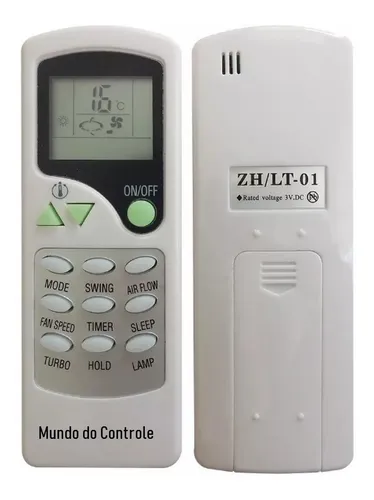 16°C
ON/OFF
MODE SWING AIR FLOW
FAN SPEED TIMER SLEEP
TURBO HOLD LAMP
Mundo do Controle
ZH/LT-01
◆Rated voltage 3V.DC